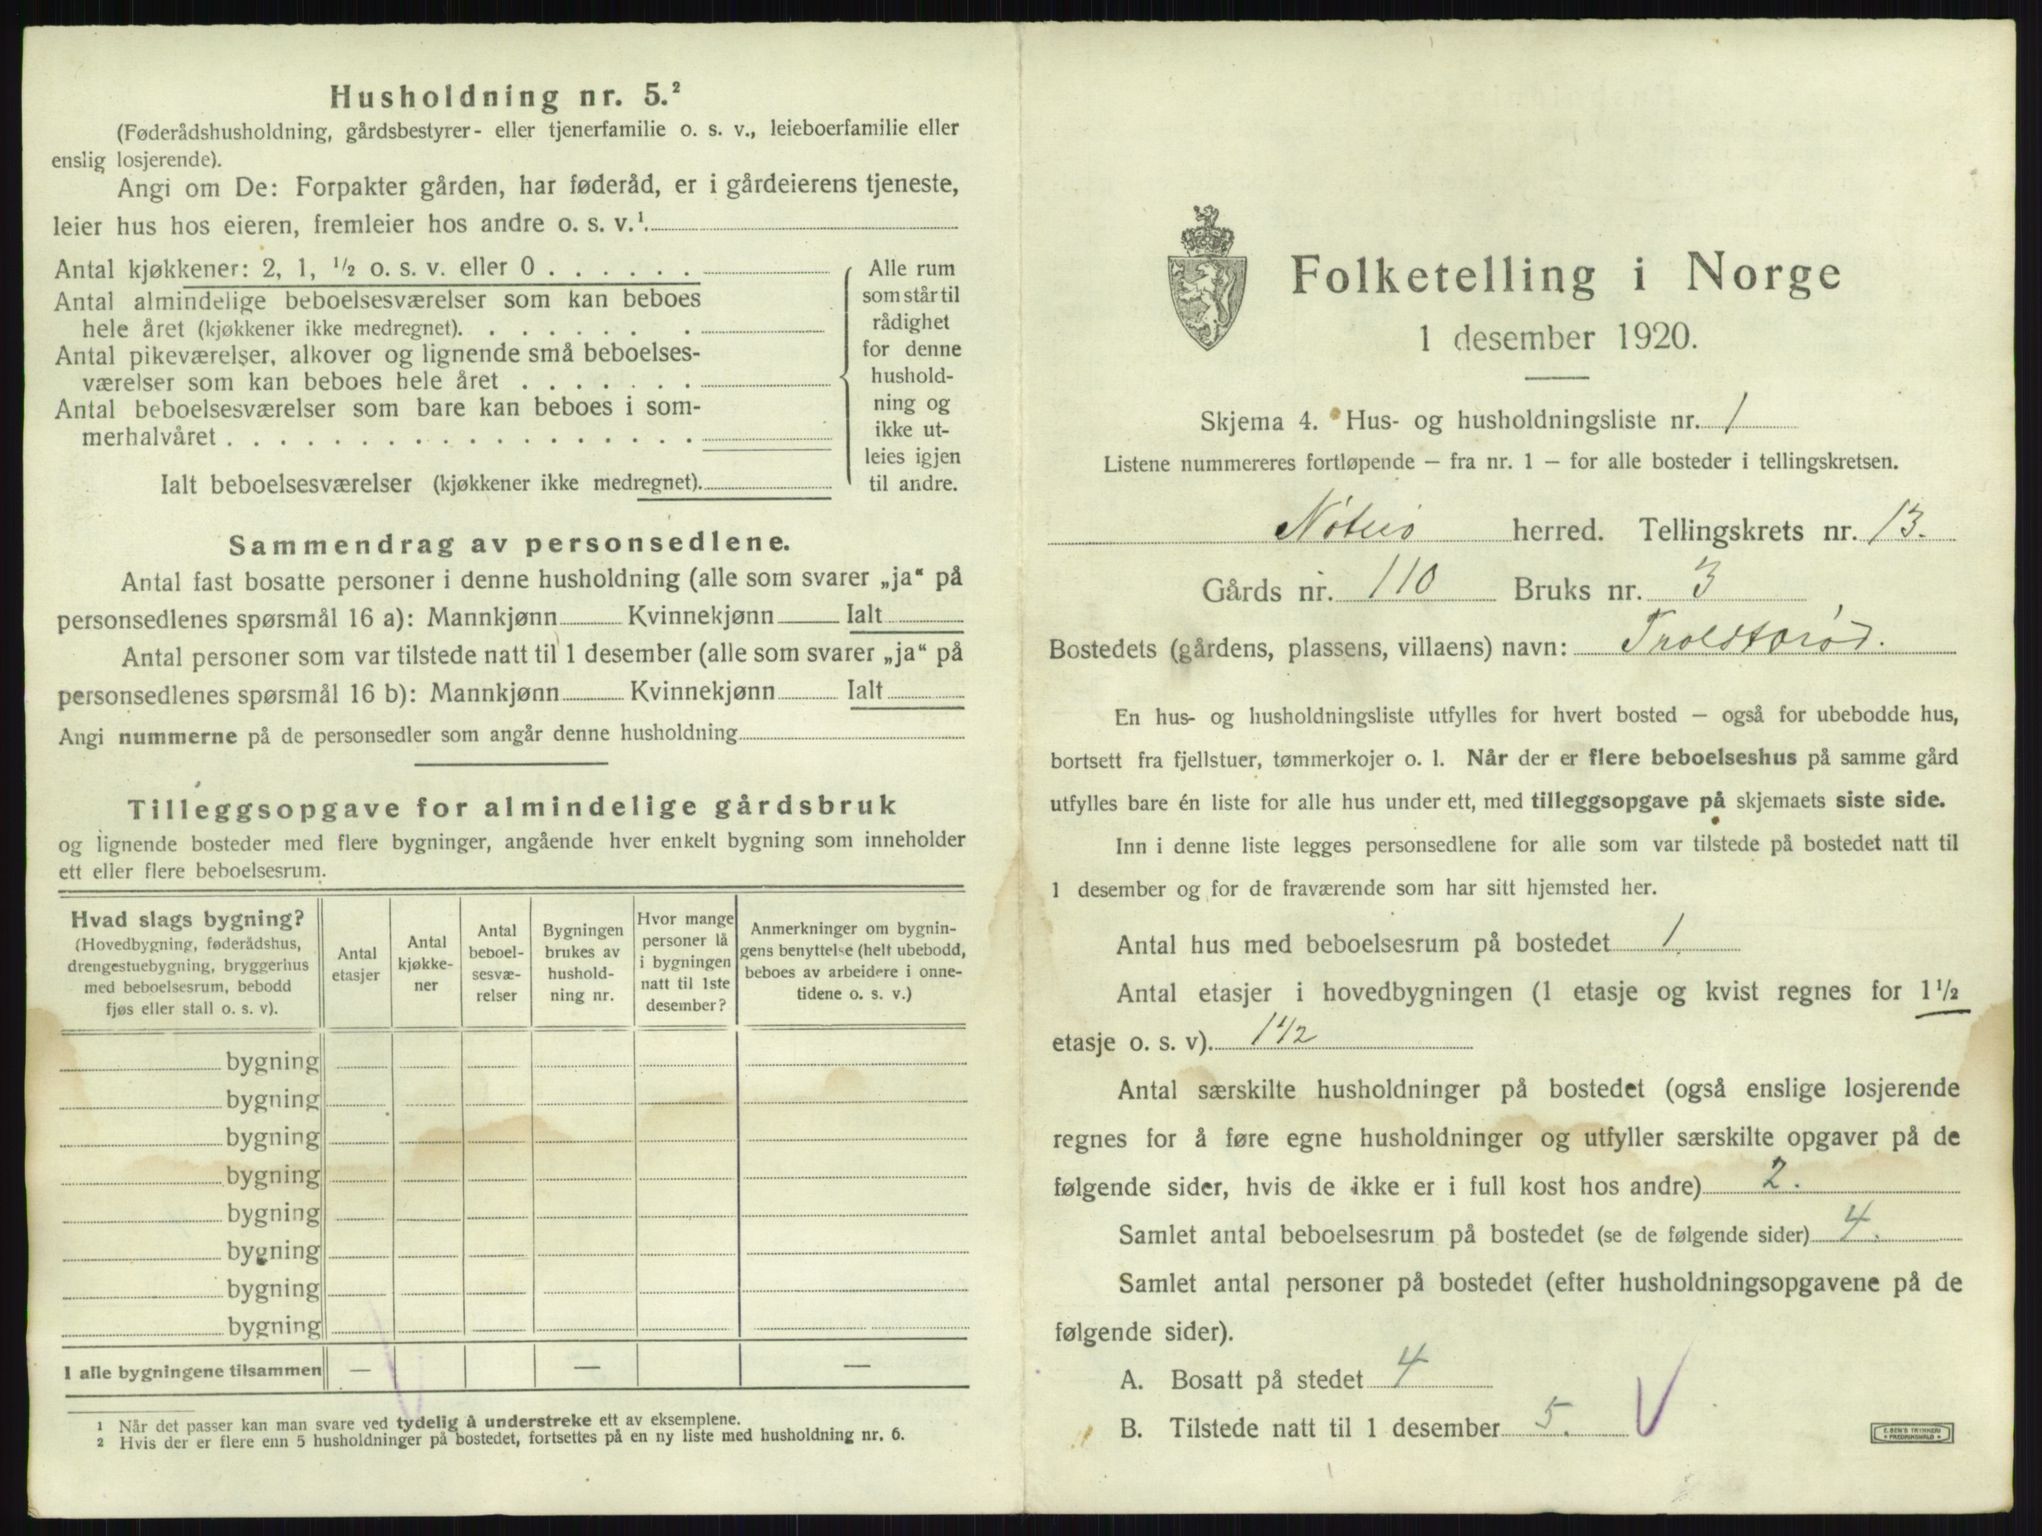 Husholdning nr. 5.²
(Føderådshusholdning, gårdsbestyrer- eller tjenerfamilie o. s. v., leieboerfamilie eller
enslig losjerende).
Angi om De: Forpakter gården, har føderåd, er i gårdeierens tjeneste,
leier hus hos eieren, fremleier hos andre o. s. v.¹
Antal kjøkkener: 2, 1, ½ o. s. v. eller 0 . . . . . .
Antal almindelige beboelsesværelser som kan beboes
hele året (kjøkkener ikke medregnet). . . . . . . .
Antal pikeværelser, alkover og lignende små beboelses-
værelser som kan beboes hele året . . . . . . .
Antal beboelsesværelser som bare kan beboes i som-
merhalvåret . . . . . . . . . . . . . . . . . .
Ialt beboelsesværelser (kjøkkener ikke medregnet).
Alle rum
som står til
rådighet
for denne
hushold-
ning og
ikke ut-
leies igjen
til andre.
Sammendrag av personsedlene.
Antal fast bosatte personer i denne husholdning (alle som svarer „ja“ på
personsedlenes spørsmål 16 a): Mannkjønn Kvinnekjønn Ialt
Antal personer som var tilstede natt til 1 desember (alle som svarer „ja“ på
personsedlenes spørsmål 16 b): Mannkjønn Kvinnekjønn Ialt
Angi nummerne på de personsedler som angår denne husholdning
Tilleggsopgave for almindelige gårdsbruk
og lignende bosteder med flere bygninger, angående hver enkelt bygning som inneholder
ett eller flere beboelsesrum.
Hvad slags bygning?
(Hovedbygning, føderådshus,
drengestuebygning, bryggerhus
med beboelsesrum, bebodd
fjøs eller stall o. s. v).
Antal
etasjer
Antal
kjøkke-
ner
Antal
beboel-
sesvæ-
relser
Bygningen
brukes av
hushold-
ning nr.
Hvor mange
personer lå
i bygningen
natt til 1ste
desember?
Anmerkninger om bygnin-
gens benyttelse (helt ubebodd,
beboes av arbeidere i onne-
tidene o. s. v.)
bygning
bygning
bygning
bygning
bygning
bygning
bygning
bygning
I alle bygningene tilsammen — — —
¹ Når det passer kan man svare ved tydelig å understreke ett av eksemplene.
² Hvis der er flere enn 5 husholdninger på bostedet, fortsettes på en ny liste med husholdning nr. 6.
Folketelling i Norge
1 desember 1920.
Skjema 4. Hus- og husholdningsliste nr. 1
Listene nummereres fortløpende – fra nr. 1 – for alle bosteder i tellingskretsen.
herred. Tellingskrets nr. 13.
Gårds nr. 110 Bruks nr. 3
Bostedets (gårdens, plassens, villaens) navn:
En hus- og husholdningsliste utfylles for hvert bosted – også for ubebodde hus,
bortsett fra fjellstuer, tømmerkojer o. l. Når der er flere beboelseshus på samme gård
utfylles bare én liste for alle hus under ett, med tilleggsopgave på skjemaets siste side.
Inn i denne liste legges personsedlene for alle som var tilstede på bostedet natt til
1 desember og for de fraværende som har sitt hjemsted her.
Antal hus med beboelsesrum på bostedet 1.
Antal etasjer i hovedbygningen (1 etasje og kvist regnes for 1½
etasje o. s. v). 1½
Antal særskilte husholdninger på bostedet (også enslige losjerende
regnes for å føre egne husholdninger og utfyller særskilte opgaver på de
følgende sider, hvis de ikke er i full kost hos andre) 2.
Samlet antal beboelsesrum på bostedet (se de følgende sider) 4.
Samlet antal personer på bostedet (efter husholdningsopgavene på de
følgende sider).
A. Bosatt på stedet 4
B. Tilstede natt til 1 desember 5.